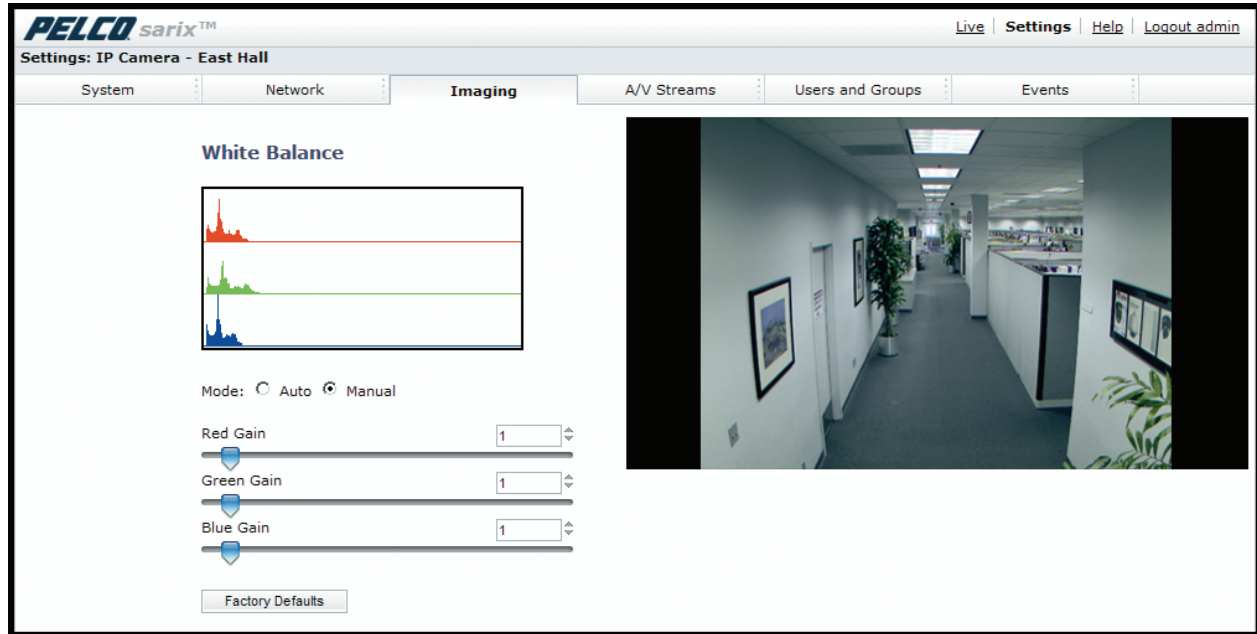 PELCO sarix™
Live | Settings | Help | Logout admin
Settings: IP Camera - East Hall
System Network Imaging A/V Streams Users and Groups Events
White Balance
Mode: Auto Manual
Red Gain 1
Green Gain 1
Blue Gain 1
Factory Defaults